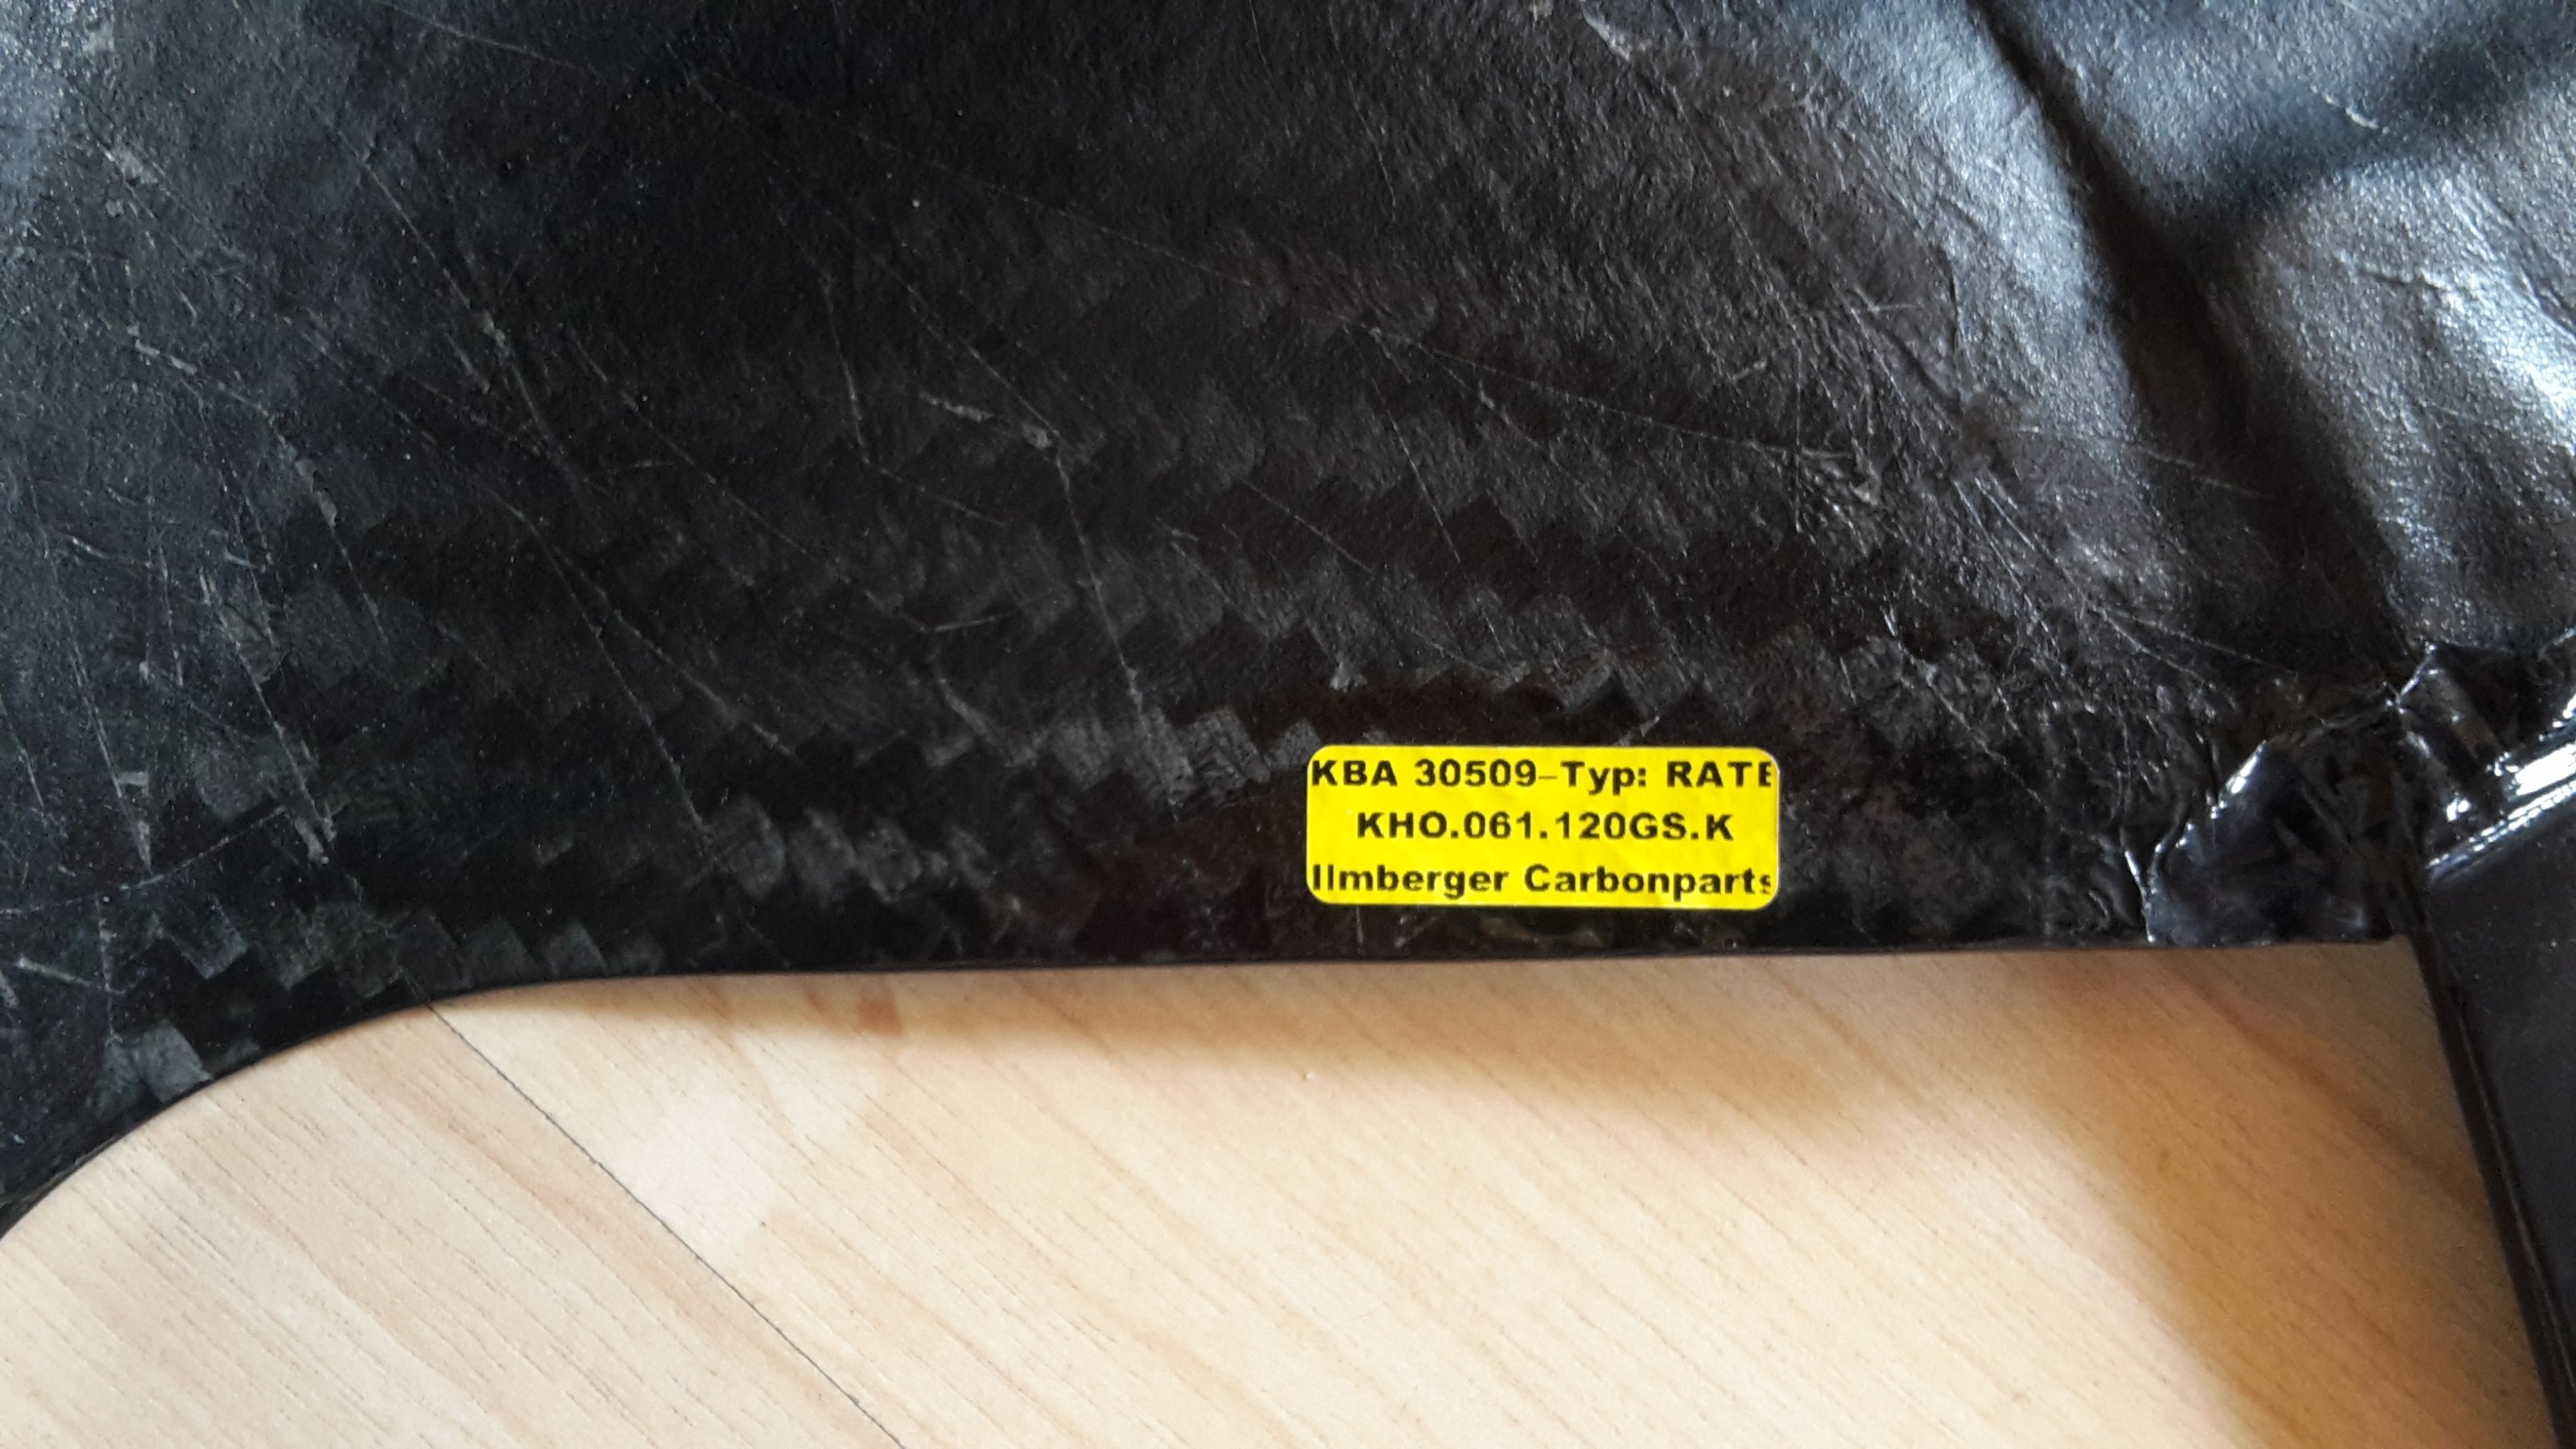 KBA 30509–Typ: RATE
KHO.061.120GS.K
Ilmberger Carbonparts